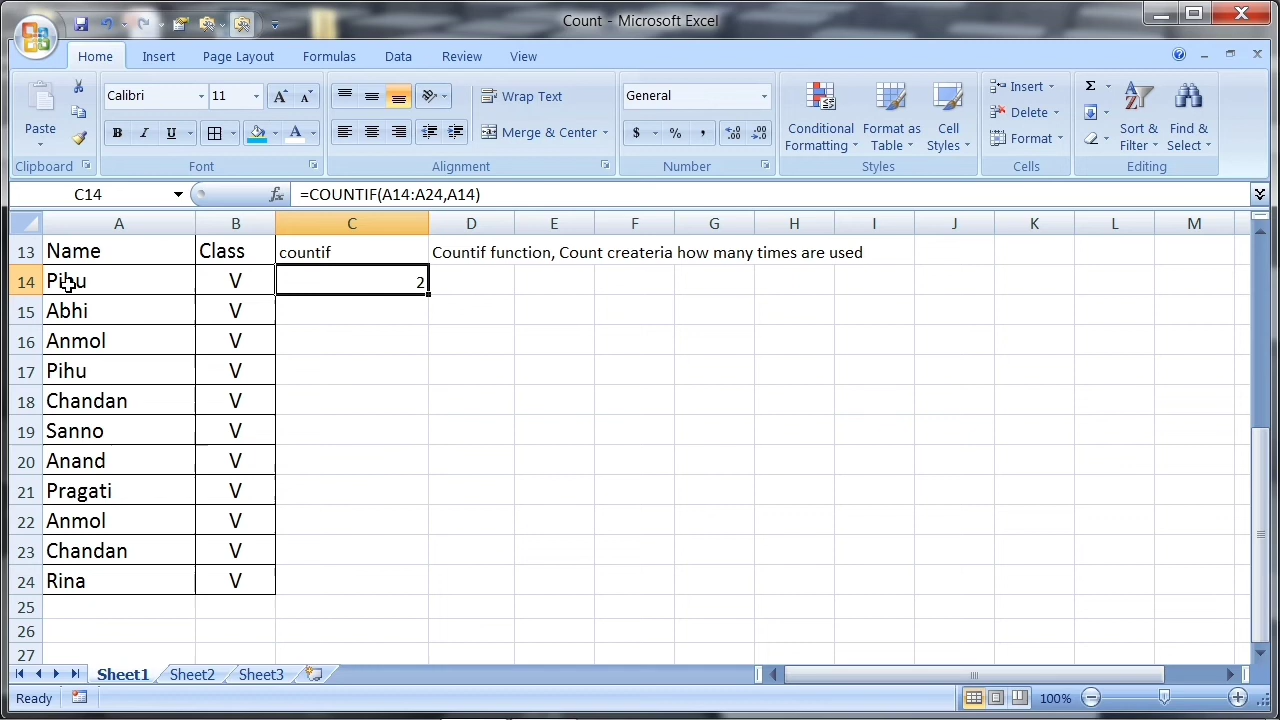 Count - Microsoft Excel
Home Insert Page Layout Formulas Data Review View
Calibri 11 Wrap Text General Insert
Paste Merge & Center $ % , Conditional Formatting Format as Table Cell Styles Delete Format Sort & Filter Find & Select
Clipboard Font Alignment Number Styles Cells Editing
C14 fx =COUNTIF(A14:A24,A14)
A B C D E F G H I J K L M
13 Name Class countif Countif function, Count createria how many times are used
14 Pihu V 2
15 Abhi V
16 Anmol V
17 Pihu V
18 Chandan V
19 Sanno V
20 Anand V
21 Pragati V
22 Anmol V
23 Chandan V
24 Rina V
25
26
27
Sheet1 Sheet2 Sheet3
Ready 100%